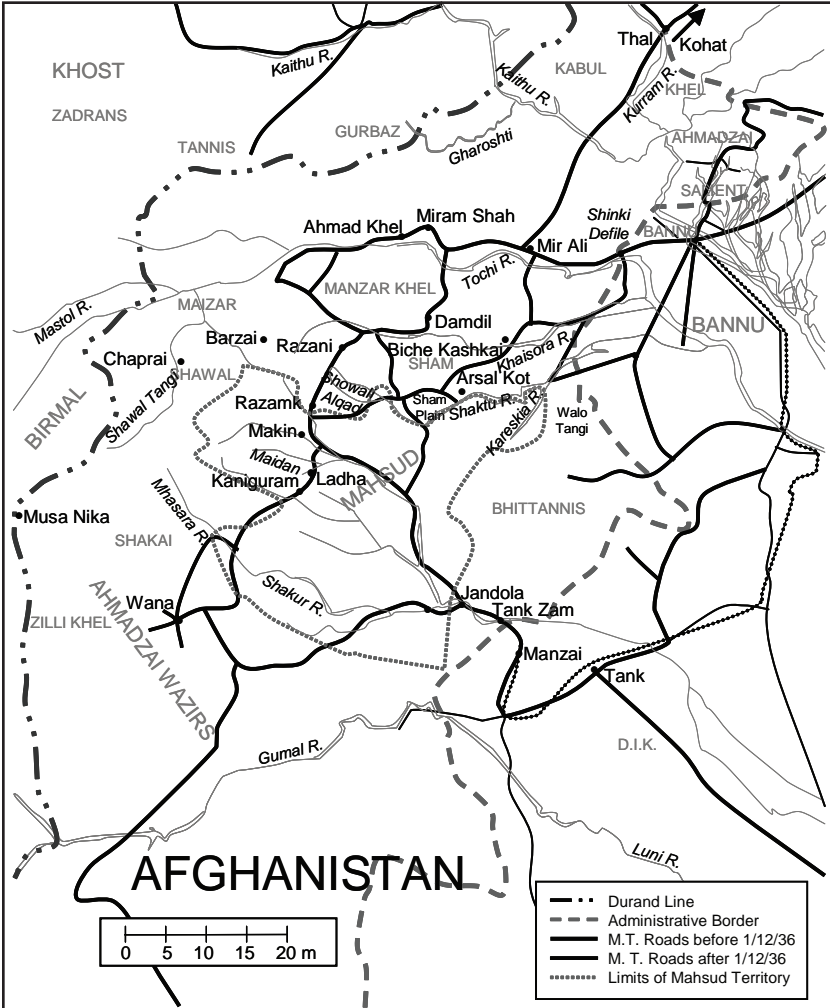 Thal
Kohat
KHOST
Kaithu R.
Kaithu R.
KABUL
Kurram R.
KHEL
ZADRANS
TANNIS
GURBAZ
Gharoshti
AHMADZAI
SADENT
Ahmad Khel
Miram Shah
Shinki
Defile
BANNU
Mir Ali
Tochi R.
MANZAR KHEL
Mastol R.
MAIZAR
Damdil
BANNU
Barzai
Razani
Biche Kashkai
Khaisora R.
Chaprai
SHAWAL
SHAM
Arsal Kot
Showali
Alqad
Shawal Tangi
BIRMAL
Razamk
Sham
Plain
Shaktu R.
Kareskia R.
Walo
Tangi
Makin
Maidan
Ladha
MAHSUD
Kaniguram
Mhasara R.
BHITTANNIS
Musa Nika
SHAKAI
AHMADZAI WAZIRS
Shakur R.
Jandola
Wana
ZILLI KHEL
Tank Zam
Manzai
Tank
D.I.K.
Gumal R.
Luni R.
AFGHANISTAN
0 5 10 15 20 m
Durand Line
Administrative Border
M.T. Roads before 1/12/36
M. T. Roads after 1/12/36
Limits of Mahsud Territory